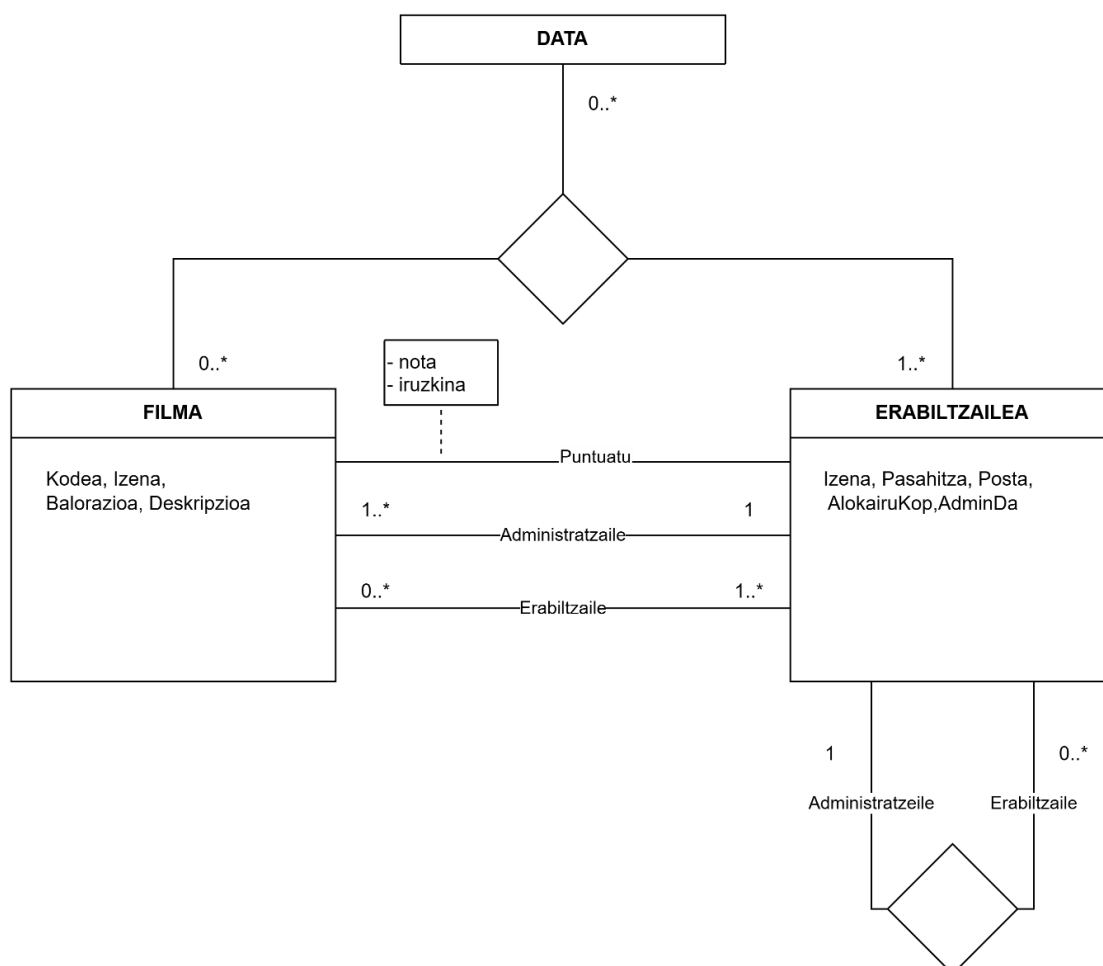 DATA
0..*
0..*
1..*
- nota
- iruzkina
FILMA
ERABILTZAILEA
Kodea, Izena,
Balorazioa, Deskripzioa
Izena, Pasahitza, Posta,
AlokairuKop,AdminDa
Puntuatu
1..*
1
Administratzaile
0..*
1..*
Erabiltzaile
1
0..*
Administratzeile
Erabiltzaile